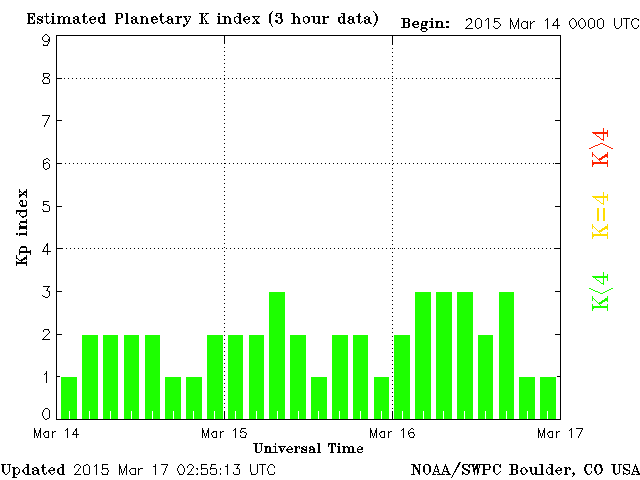 Estimated Planetary K index (3 hour data) Begin: 2015 Mar 14 0000 UTC
9
8
7
6
5
4
3
2
1
0
Kp index
K>4
K=4
K<4
Mar 14 Mar 15 Mar 16 Mar 17
Universal Time
Updated 2015 Mar 17 02:55:13 UTC NOAA/SWPC Boulder, CO USA